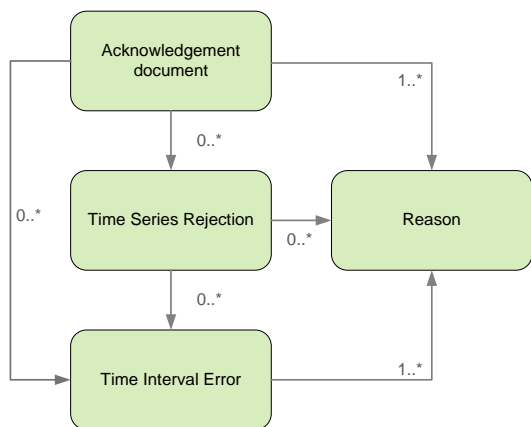 Acknowledgement
document
1..*
0..*
0..*
Time Series Rejection
0..*
Reason
0..*
Time Interval Error
1..*